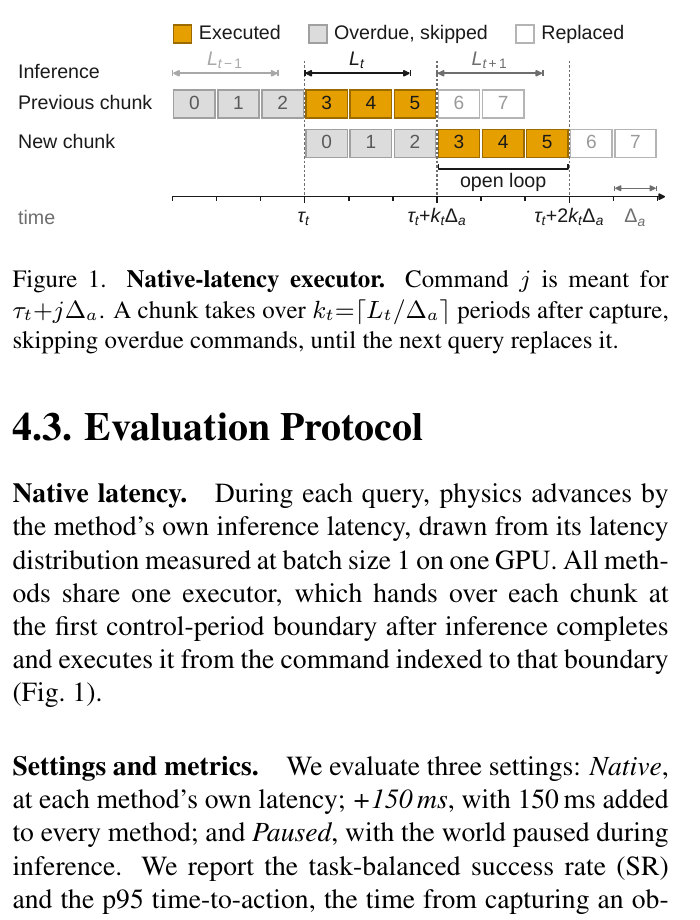 Executed Overdue, skipped Replaced
Inference L_{t−1} L_t L_{t+1}
Previous chunk 0 1 2 3 4 5 6 7
New chunk 0 1 2 3 4 5 6 7
open loop
time τ_t τ_t+k_tΔ_a τ_t+2k_tΔ_a Δ_a
Figure 1. Native-latency executor. Command j is meant for
τ_t+jΔ_a. A chunk takes over k_t=⌈L_t/Δ_a⌉ periods after capture,
skipping overdue commands, until the next query replaces it.
4.3. Evaluation Protocol
Native latency. During each query, physics advances by
the method's own inference latency, drawn from its latency
distribution measured at batch size 1 on one GPU. All meth-
ods share one executor, which hands over each chunk at
the first control-period boundary after inference completes
and executes it from the command indexed to that boundary
(Fig. 1).
Settings and metrics. We evaluate three settings: Native,
at each method's own latency; +150 ms, with 150 ms added
to every method; and Paused, with the world paused during
inference. We report the task-balanced success rate (SR)
and the p95 time-to-action, the time from capturing an ob-